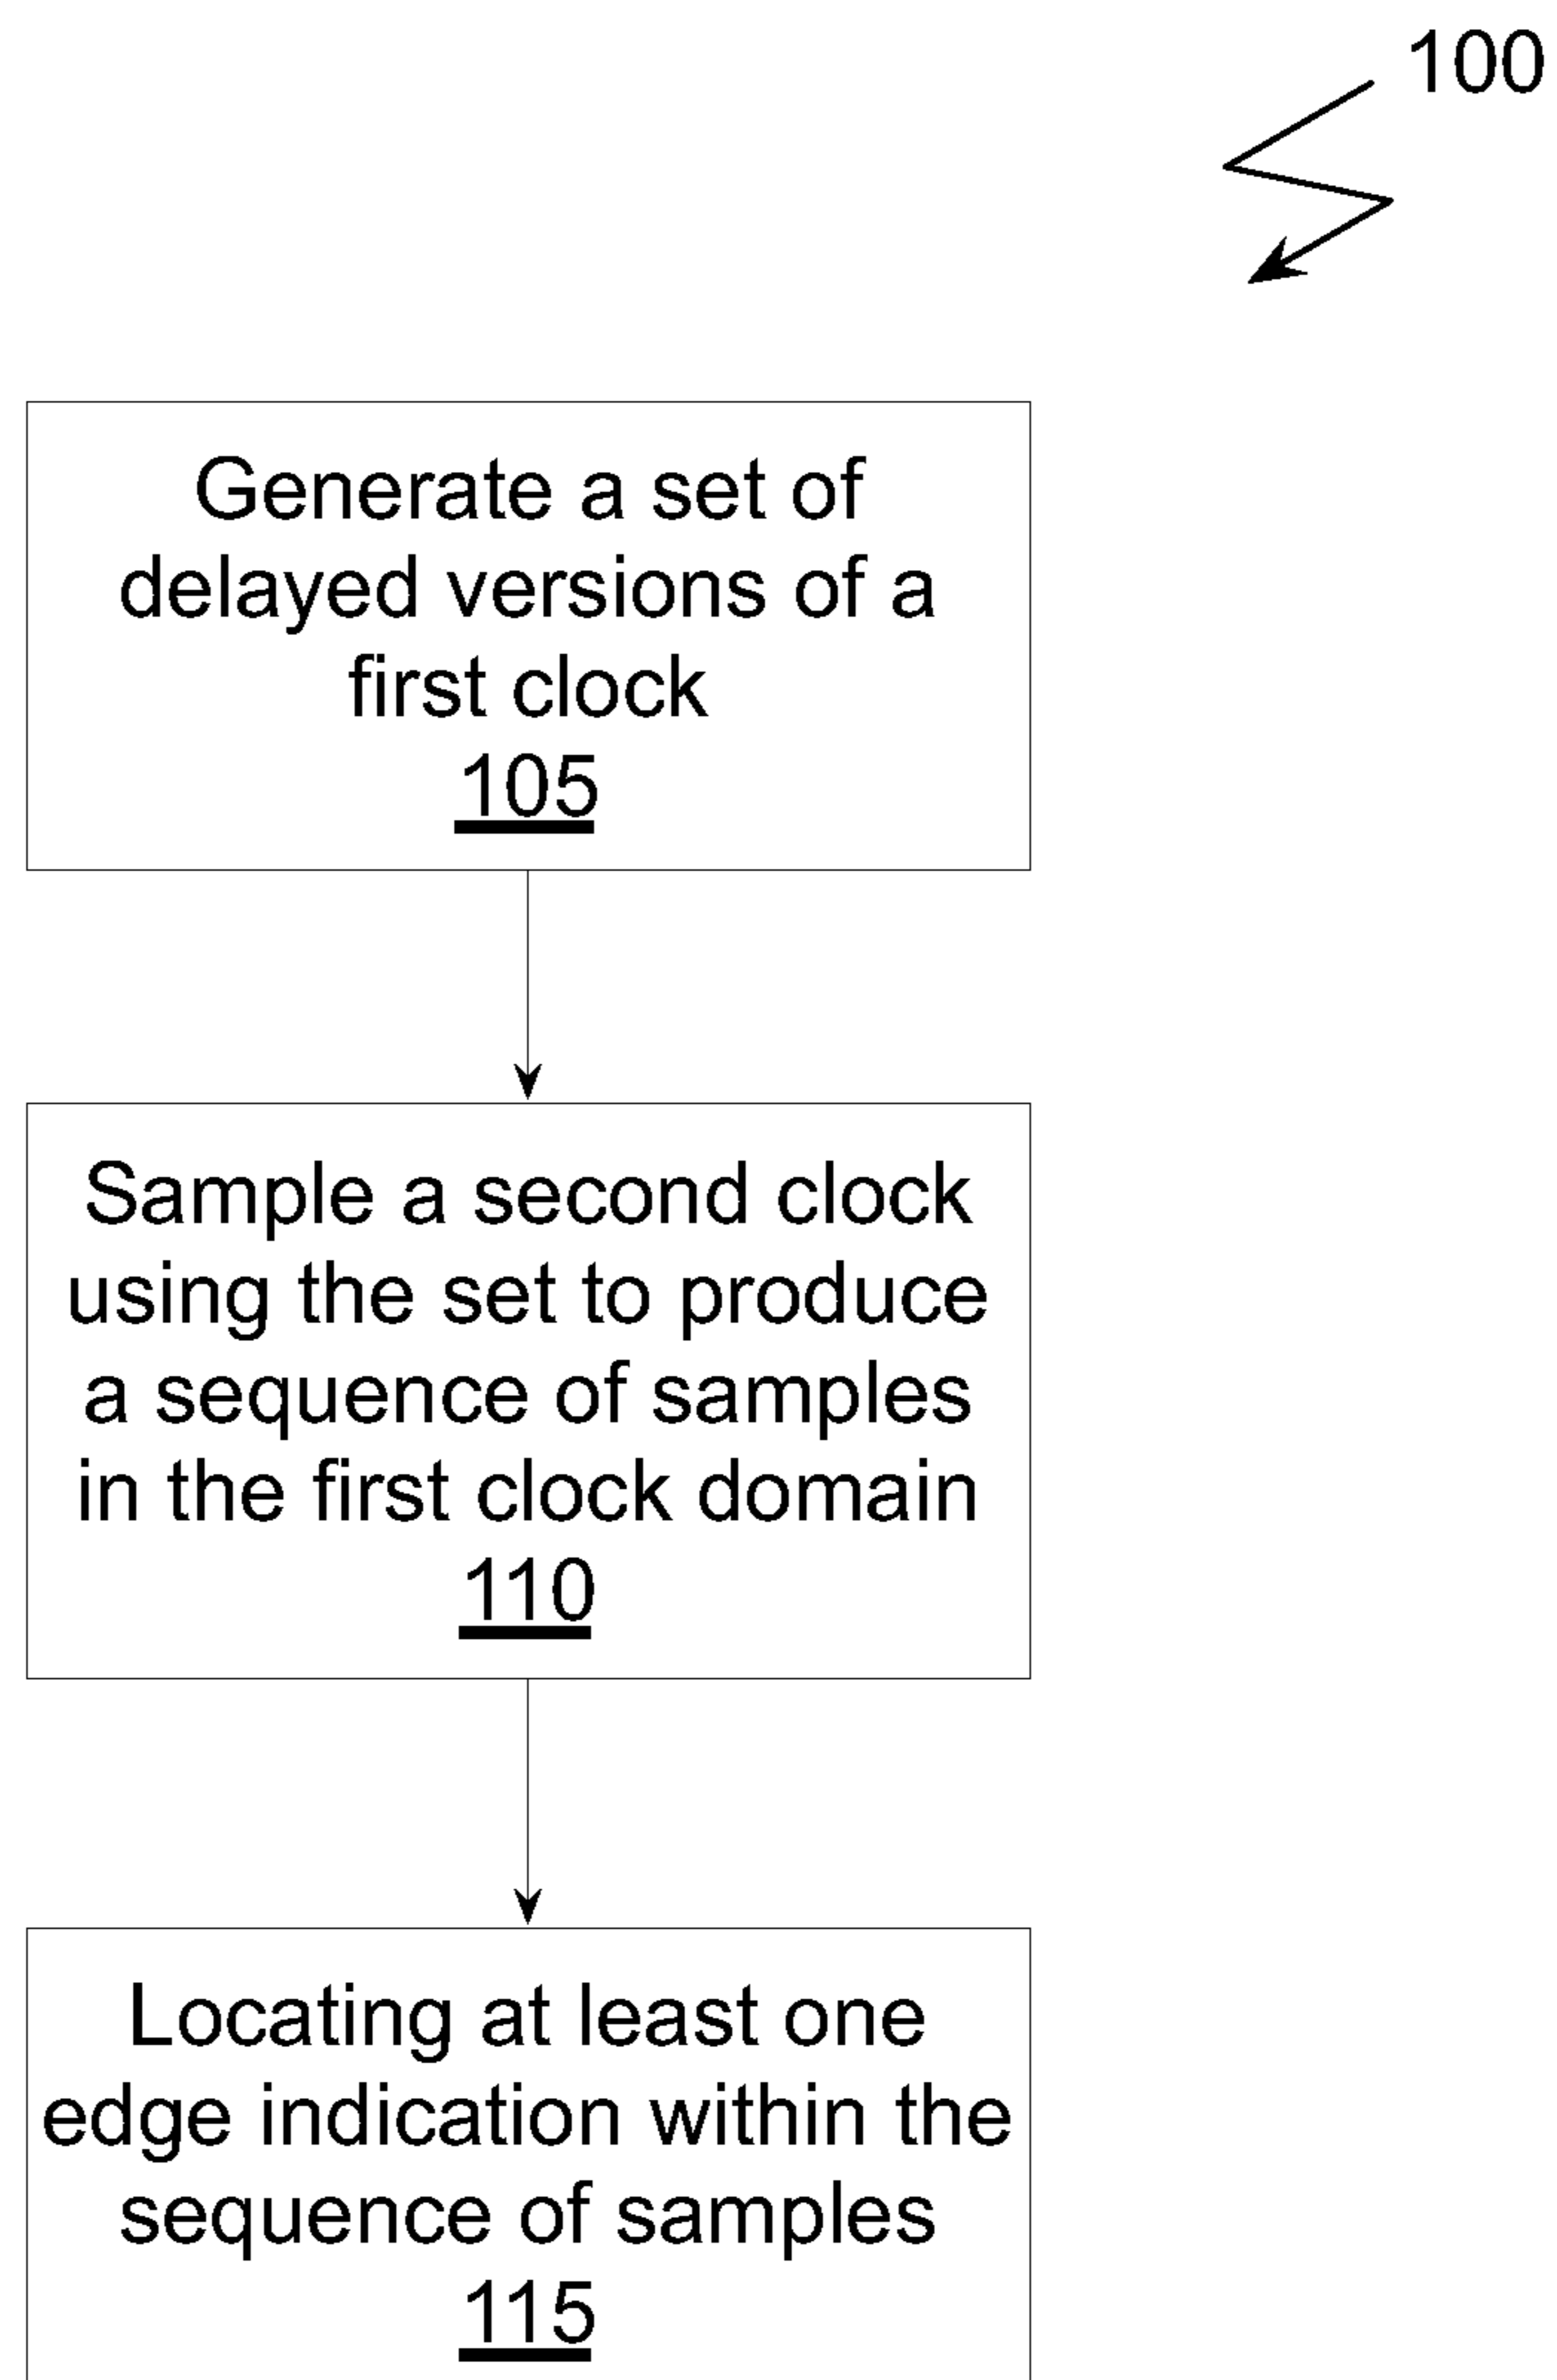 100
Generate a set of
delayed versions of a
first clock
105
Sample a second clock
using the set to produce
a sequence of samples
in the first clock domain
110
Locating at least one
edge indication within the
sequence of samples
115